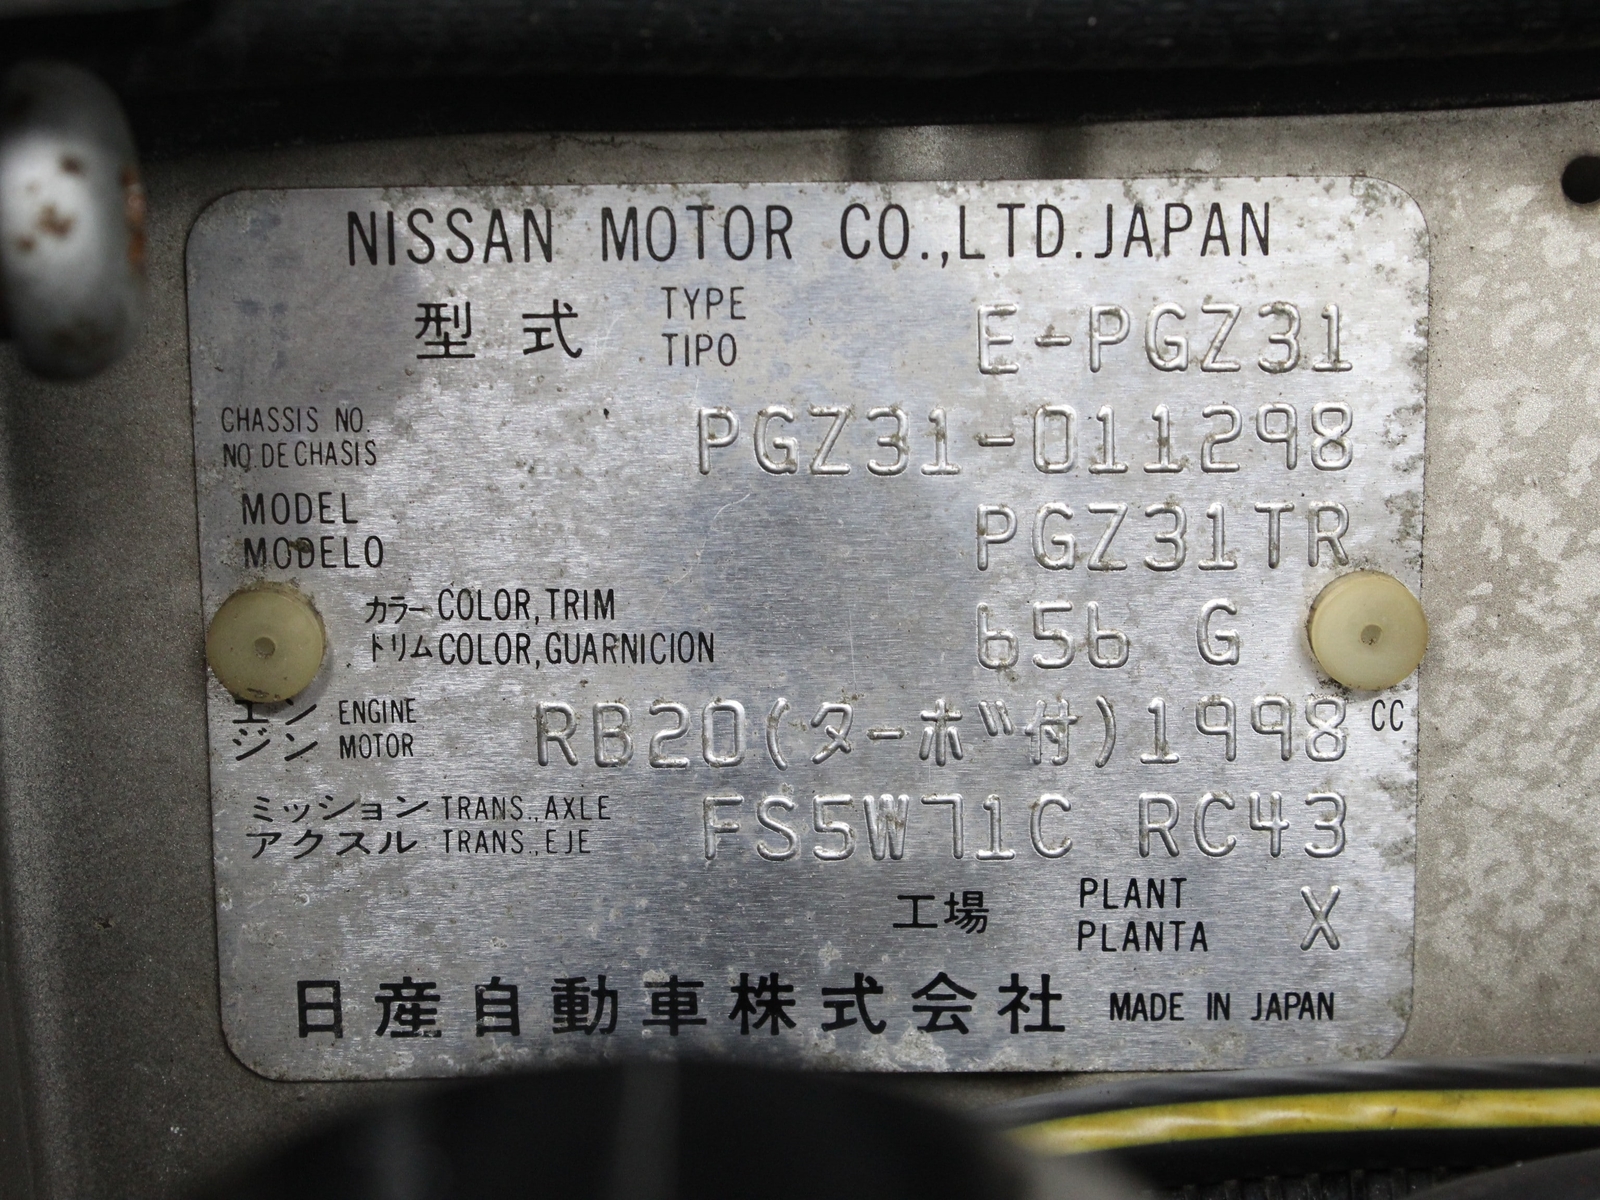 NISSAN MOTOR CO.,LTD.JAPAN
型式 TYPE E-PGZ31
TIPO
CHASSIS NO. PGZ31-011298
NO.DE CHASIS
MODEL PGZ31TR
MODELO
カラー COLOR,TRIM 656 G
トリム COLOR,GUARNICION
エン ENGINE RB20(ターボ付)1998 CC
ジン MOTOR
ミッション TRANS.,AXLE FS5W71C RC43
アクスル TRANS.,EJE
工場 PLANT X
PLANTA
日産自動車株式会社 MADE IN JAPAN